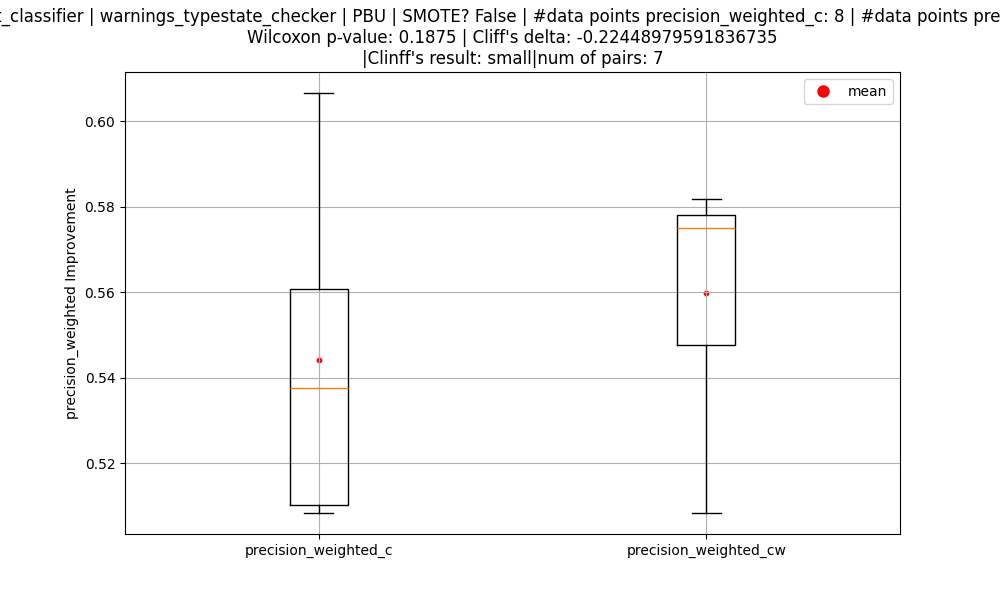 _classifier | warnings_typestate_checker | PBU | SMOTE? False | #data points precision_weighted_c: 8 | #data points pre
Wilcoxon p-value: 0.1875 | Cliff's delta: -0.22448979591836735
|Clinff's result: small|num of pairs: 7
mean
0.60
0.58
0.56
0.54
0.52
precision_weighted Improvement
precision_weighted_c
precision_weighted_cw